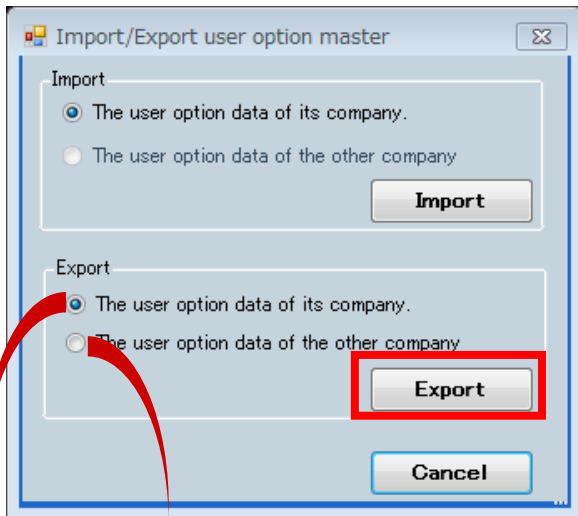 Import/Export user option master
Import
The user option data of its company.
The user option data of the other company
Import
Export
The user option data of its company.
The user option data of the other company
Export
Cancel